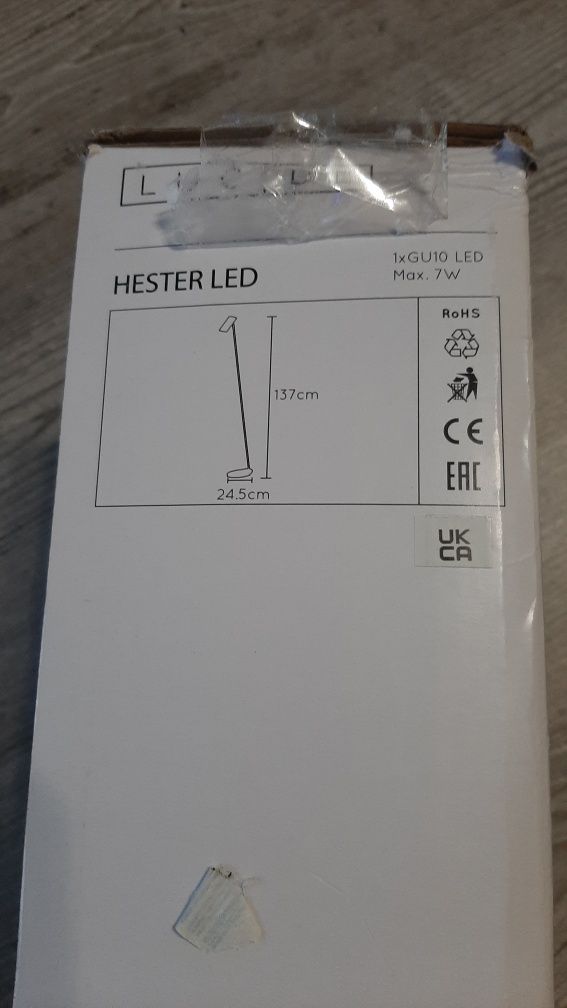 HESTER LED
1xGU10 LED
Max. 7W
RoHS
137cm
24.5cm
CE
EAC
UK
CA